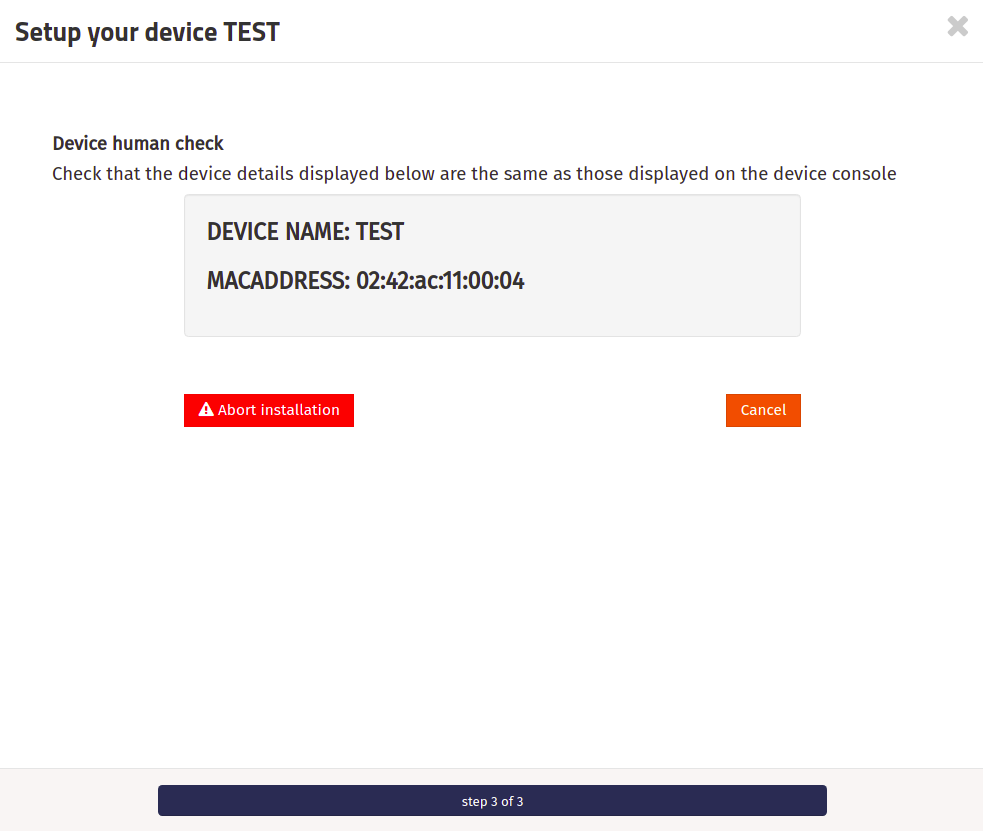 Setup your device TEST
Device human check
Check that the device details displayed below are the same as those displayed on the device console
DEVICE NAME: TEST
MACADDRESS: 02:42:ac:11:00:04
Abort installation
Cancel
step 3 of 3